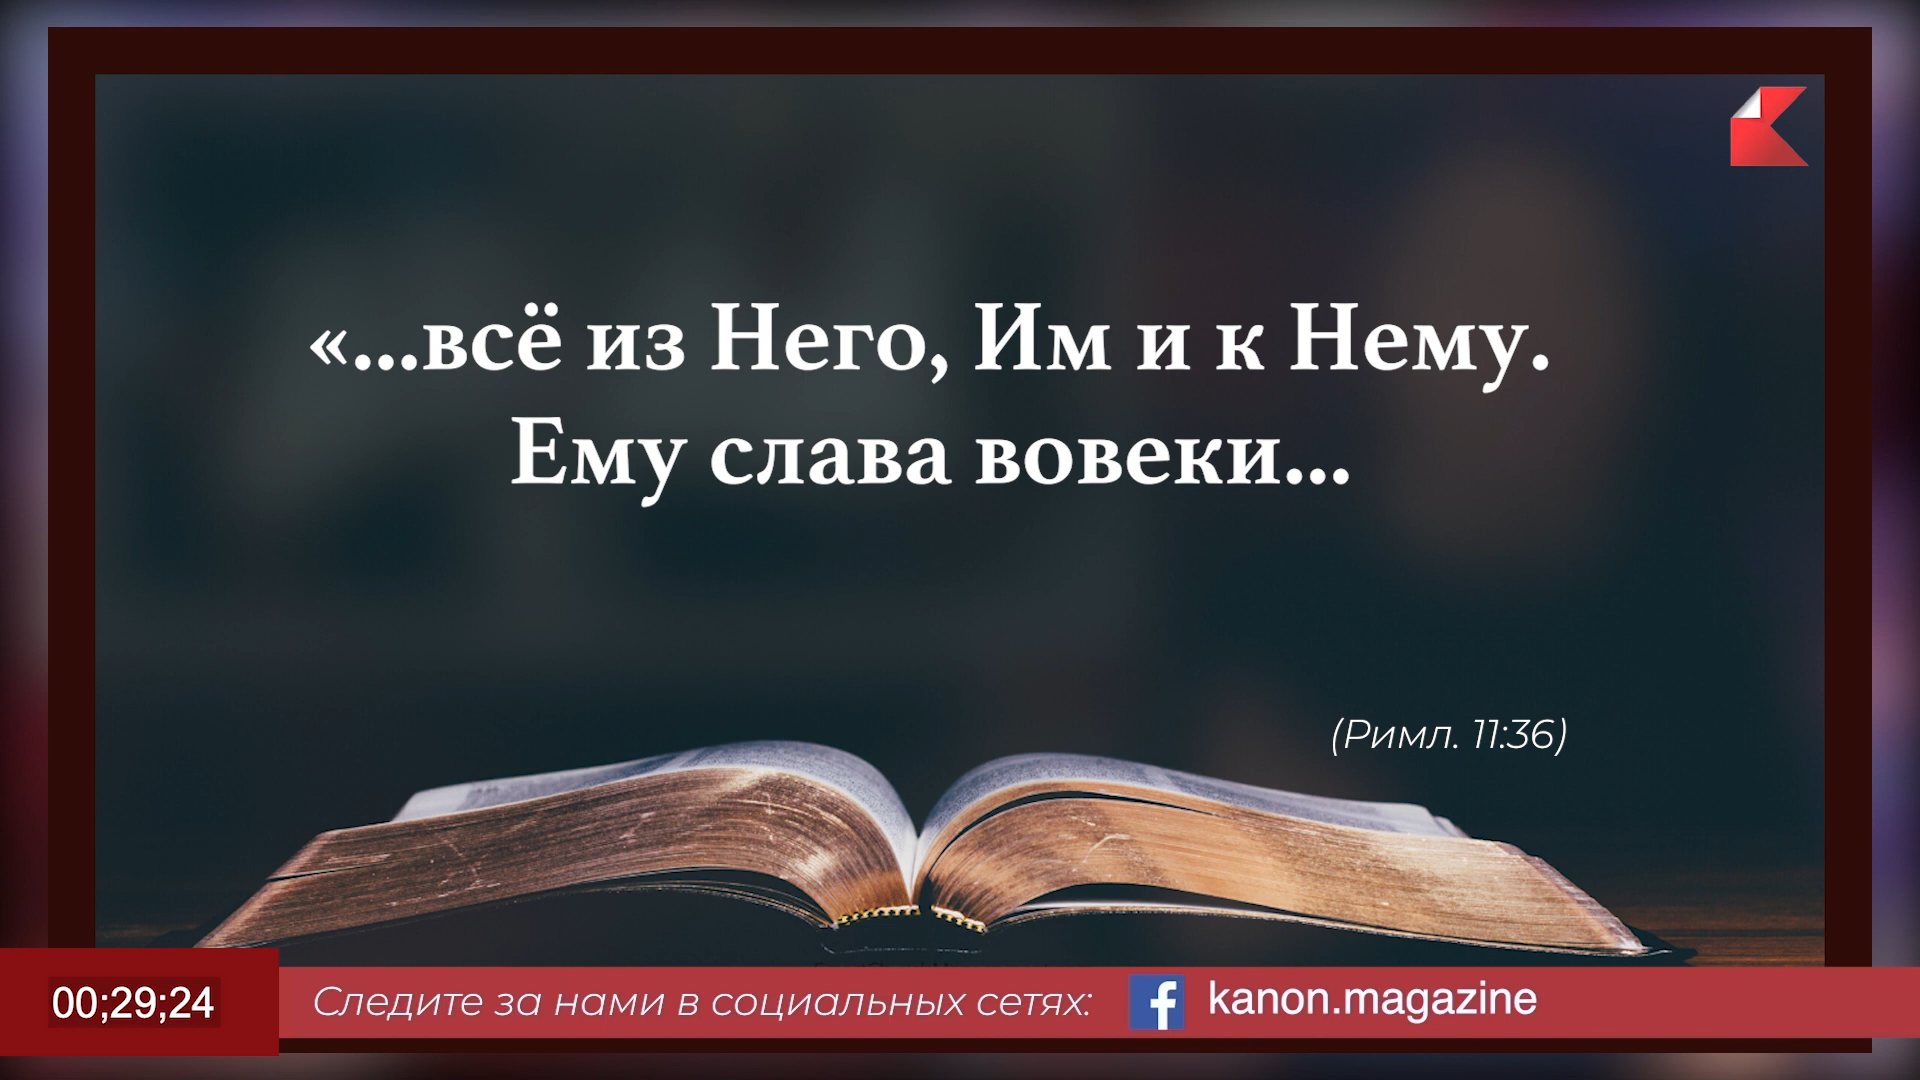 «...всё из Него, Им и к Нему.
Ему слава вовеки...
(Римл. 11:36)
00;29;24
Следите за нами в социальных сетях: f kanon.magazine